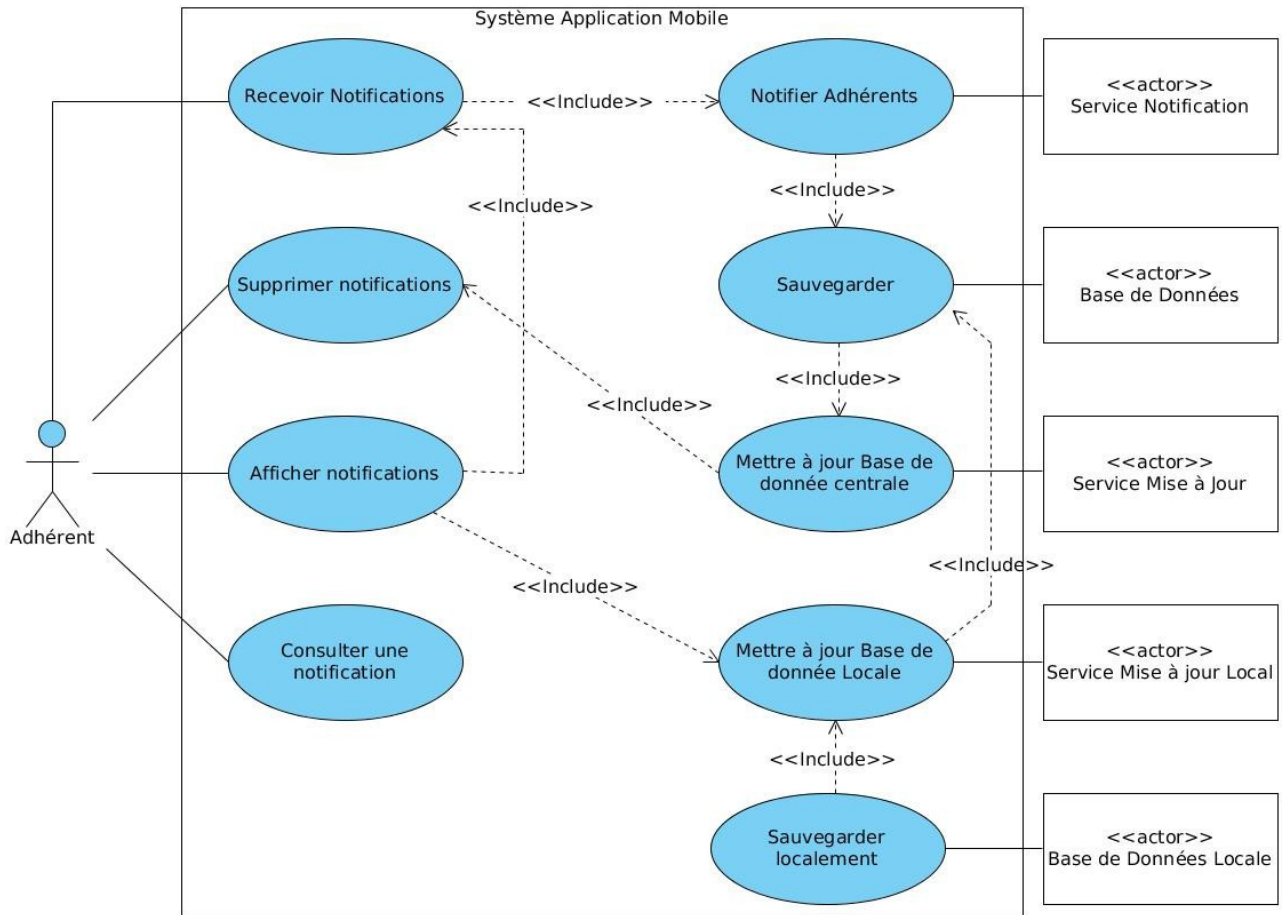 Système Application Mobile
Recevoir Notifications
<<Include>>
Notifier Adhérents
<<actor>>
Service Notification
<<Include>>
<<Include>>
Supprimer notifications
Sauvegarder
<<actor>>
Base de Données
<<Include>>
<<Include>>
Afficher notifications
Mettre à jour Base de
donnée centrale
<<actor>>
Service Mise à Jour
Adhérent
<<Include>>
<<Include>>
Consulter une
notification
Mettre à jour Base de
donnée Locale
<<actor>>
Service Mise à jour Local
<<Include>>
Sauvegarder
localement
<<actor>>
Base de Données Locale